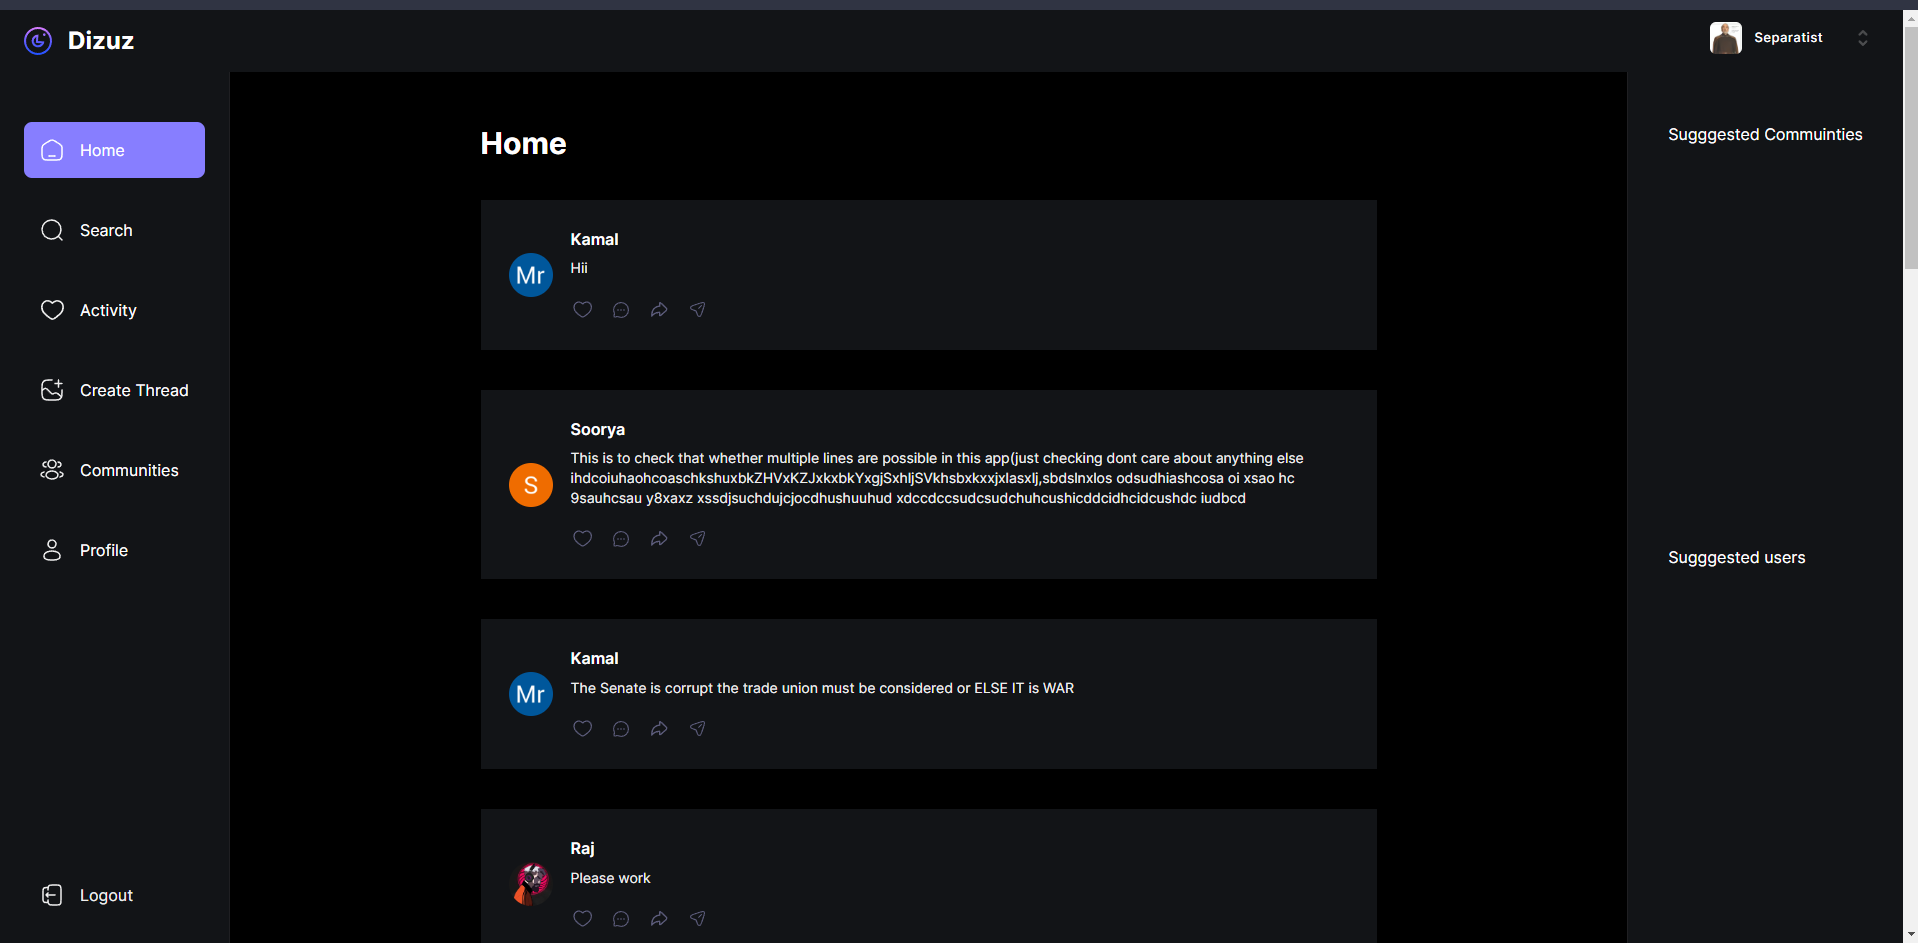 Dizuz
Separatist
Home
Search
Activity
Create Thread
Communities
Profile
Logout
Home
Kamal
Mr
Hii
Soorya
S
This is to check that whether multiple lines are possible in this app(just checking dont care about anything else
ihdcoiuhaohcoaschkshuxbkZHVxKZJxkxbkYxgjSxhljSVkhsbxkxxjxlasxlj,sbdslnxlos odsudhiashcosa oi xsao hc
9sauhcsau y8xaxz xssdjsuchdujcjocdhushuuhud xdccdccsudcsudchuhcushicddcidhcidcushdc iudbcd
Kamal
Mr
The Senate is corrupt the trade union must be considered or ELSE IT is WAR
Raj
Please work
Sugggested Commuinties
Sugggested users